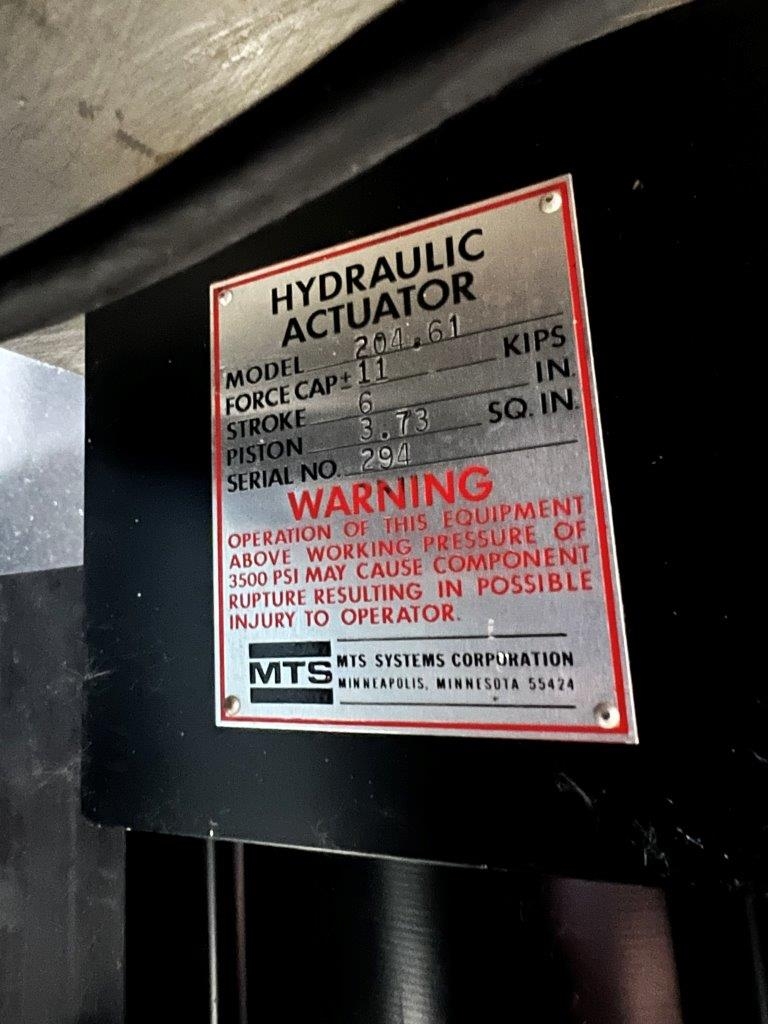 HYDRAULIC
ACTUATOR
MODEL 204.61
FORCE CAP ± 11 KIPS
STROKE 6 IN.
PISTON 3.73 SQ. IN.
SERIAL NO. 294
WARNING
OPERATION OF THIS EQUIPMENT
ABOVE WORKING PRESSURE OF
3500 PSI MAY CAUSE COMPONENT
RUPTURE RESULTING IN POSSIBLE
INJURY TO OPERATOR.
MTS MTS SYSTEMS CORPORATION
MINNEAPOLIS, MINNESOTA 55424